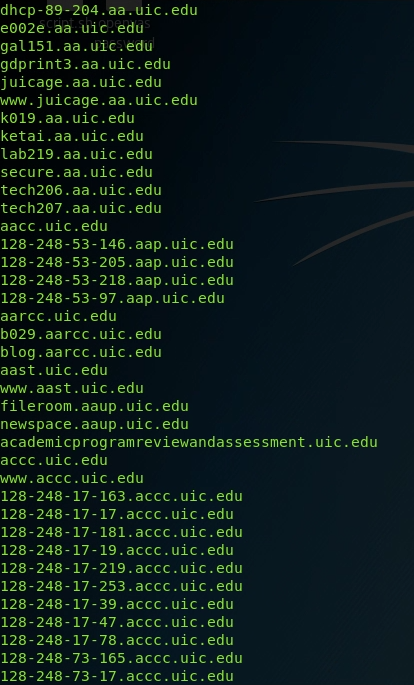 dhcp-89-204.aa.uic.edu
e002e.aa.uic.edu
script.sh openvas
gal151.aa.uic.edu
password
gdprint3.aa.uic.edu
juicage.aa.uic.edu
www.juicage.aa.uic.edu
k019.aa.uic.edu
ketai.aa.uic.edu
lab219.aa.uic.edu
secure.aa.uic.edu
tech206.aa.uic.edu
tech207.aa.uic.edu
aacc.uic.edu
128-248-53-146.aap.uic.edu
128-248-53-205.aap.uic.edu
128-248-53-218.aap.uic.edu
128-248-53-97.aap.uic.edu
aarcc.uic.edu
b029.aarcc.uic.edu
blog.aarcc.uic.edu
aast.uic.edu
www.aast.uic.edu
fileroom.aaup.uic.edu
newspace.aaup.uic.edu
academicprogramreviewandassessment.uic.edu
accc.uic.edu
www.accc.uic.edu
128-248-17-163.accc.uic.edu
128-248-17-17.accc.uic.edu
128-248-17-181.accc.uic.edu
128-248-17-19.accc.uic.edu
128-248-17-219.accc.uic.edu
128-248-17-253.accc.uic.edu
128-248-17-39.accc.uic.edu
128-248-17-47.accc.uic.edu
128-248-17-78.accc.uic.edu
128-248-73-165.accc.uic.edu
128-248-73-17.accc.uic.edu